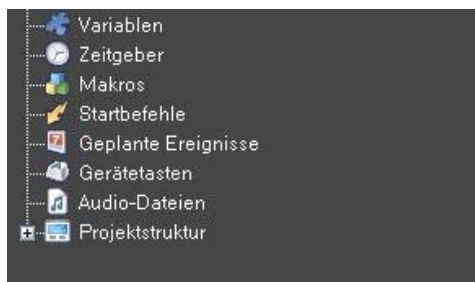 Variablen
Zeitgeber
Makros
Startbefehle
Geplante Ereignisse
Gerätetasten
Audio-Dateien
Projektstruktur